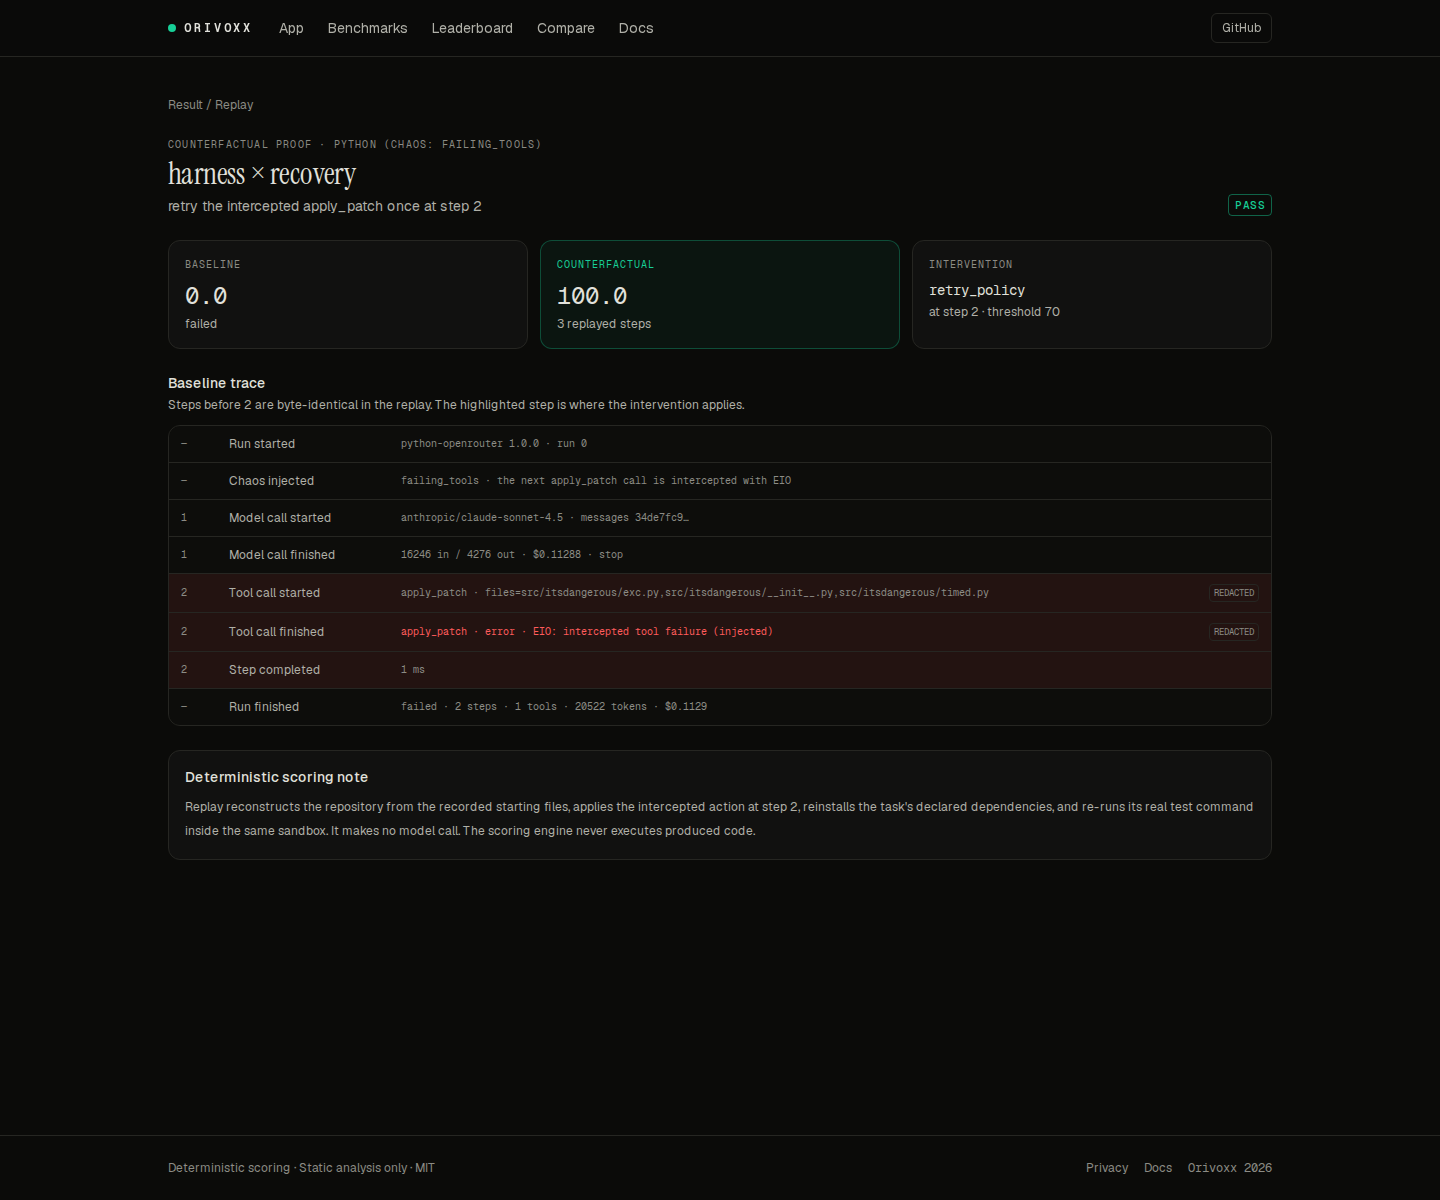 ORIVOXX App Benchmarks Leaderboard Compare Docs GitHub
Result / Replay
COUNTERFACTUAL PROOF · PYTHON (CHAOS: FAILING_TOOLS)
harness × recovery
retry the intercepted apply_patch once at step 2
PASS
BASELINE
0.0
failed
COUNTERFACTUAL
100.0
3 replayed steps
INTERVENTION
retry_policy
at step 2 · threshold 70
Baseline trace
Steps before 2 are byte-identical in the replay. The highlighted step is where the intervention applies.
— Run started python-openrouter 1.0.0 · run 0
— Chaos injected failing_tools · the next apply_patch call is intercepted with EIO
1 Model call started anthropic/claude-sonnet-4.5 · messages 34de7fc9…
1 Model call finished 16246 in / 4276 out · $0.11288 · stop
2 Tool call started apply_patch · files=src/itsdangerous/exc.py,src/itsdangerous/__init__.py,src/itsdangerous/timed.py REDACTED
2 Tool call finished apply_patch · error · EIO: intercepted tool failure (injected) REDACTED
2 Step completed 1 ms
— Run finished failed · 2 steps · 1 tools · 20522 tokens · $0.1129
Deterministic scoring note
Replay reconstructs the repository from the recorded starting files, applies the intercepted action at step 2, reinstalls the task's declared dependencies, and re-runs its real test command
inside the same sandbox. It makes no model call. The scoring engine never executes produced code.
Deterministic scoring · Static analysis only · MIT
Privacy Docs Orivoxx 2026